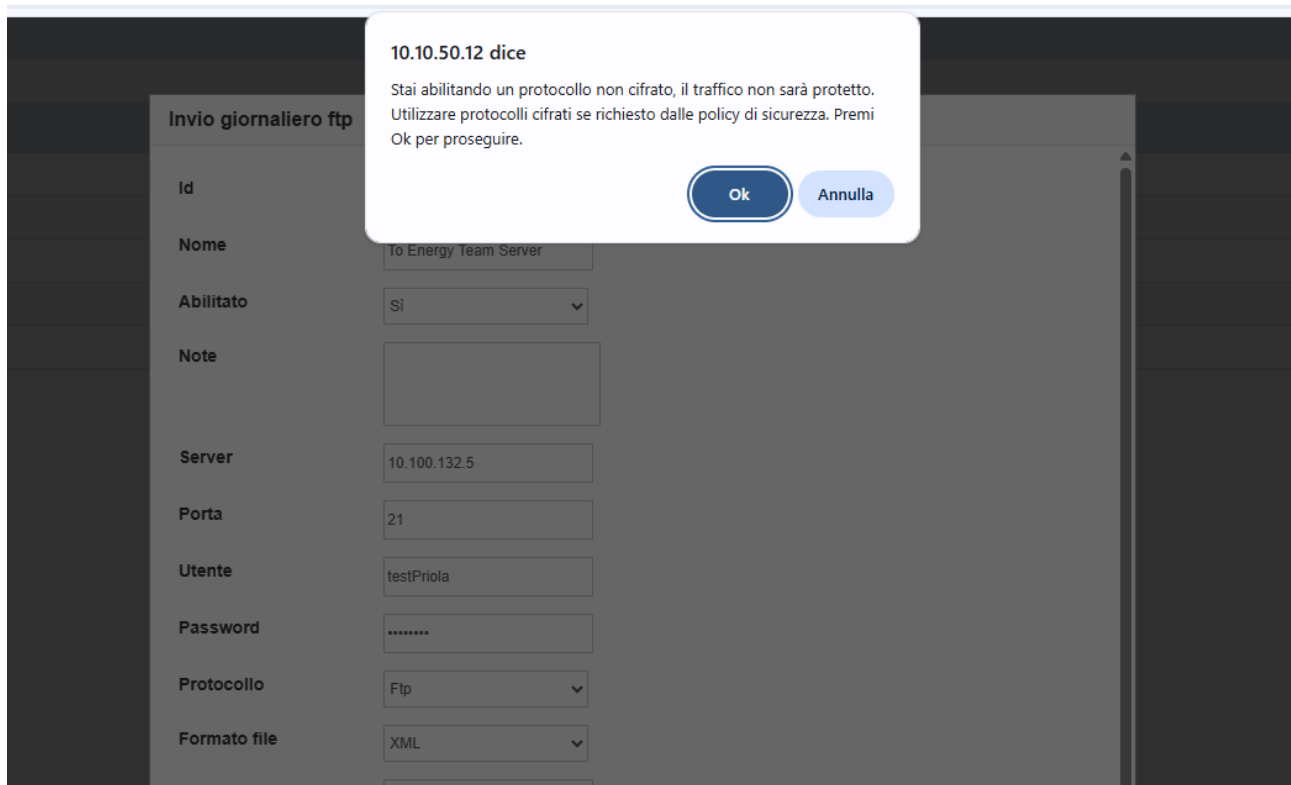 10.10.50.12 dice
Stai abilitando un protocollo non cifrato, il traffico non sarà protetto.
Utilizzare protocolli cifrati se richiesto dalle policy di sicurezza. Premi
Ok per proseguire.
Ok
Annulla
Invio giornaliero ftp
Id
Nome
To Energy Team Server
Abilitato
Sì
Note
Server
10.100.132.5
Porta
21
Utente
testPriola
Password
••••••••
Protocollo
Ftp
Formato file
XML